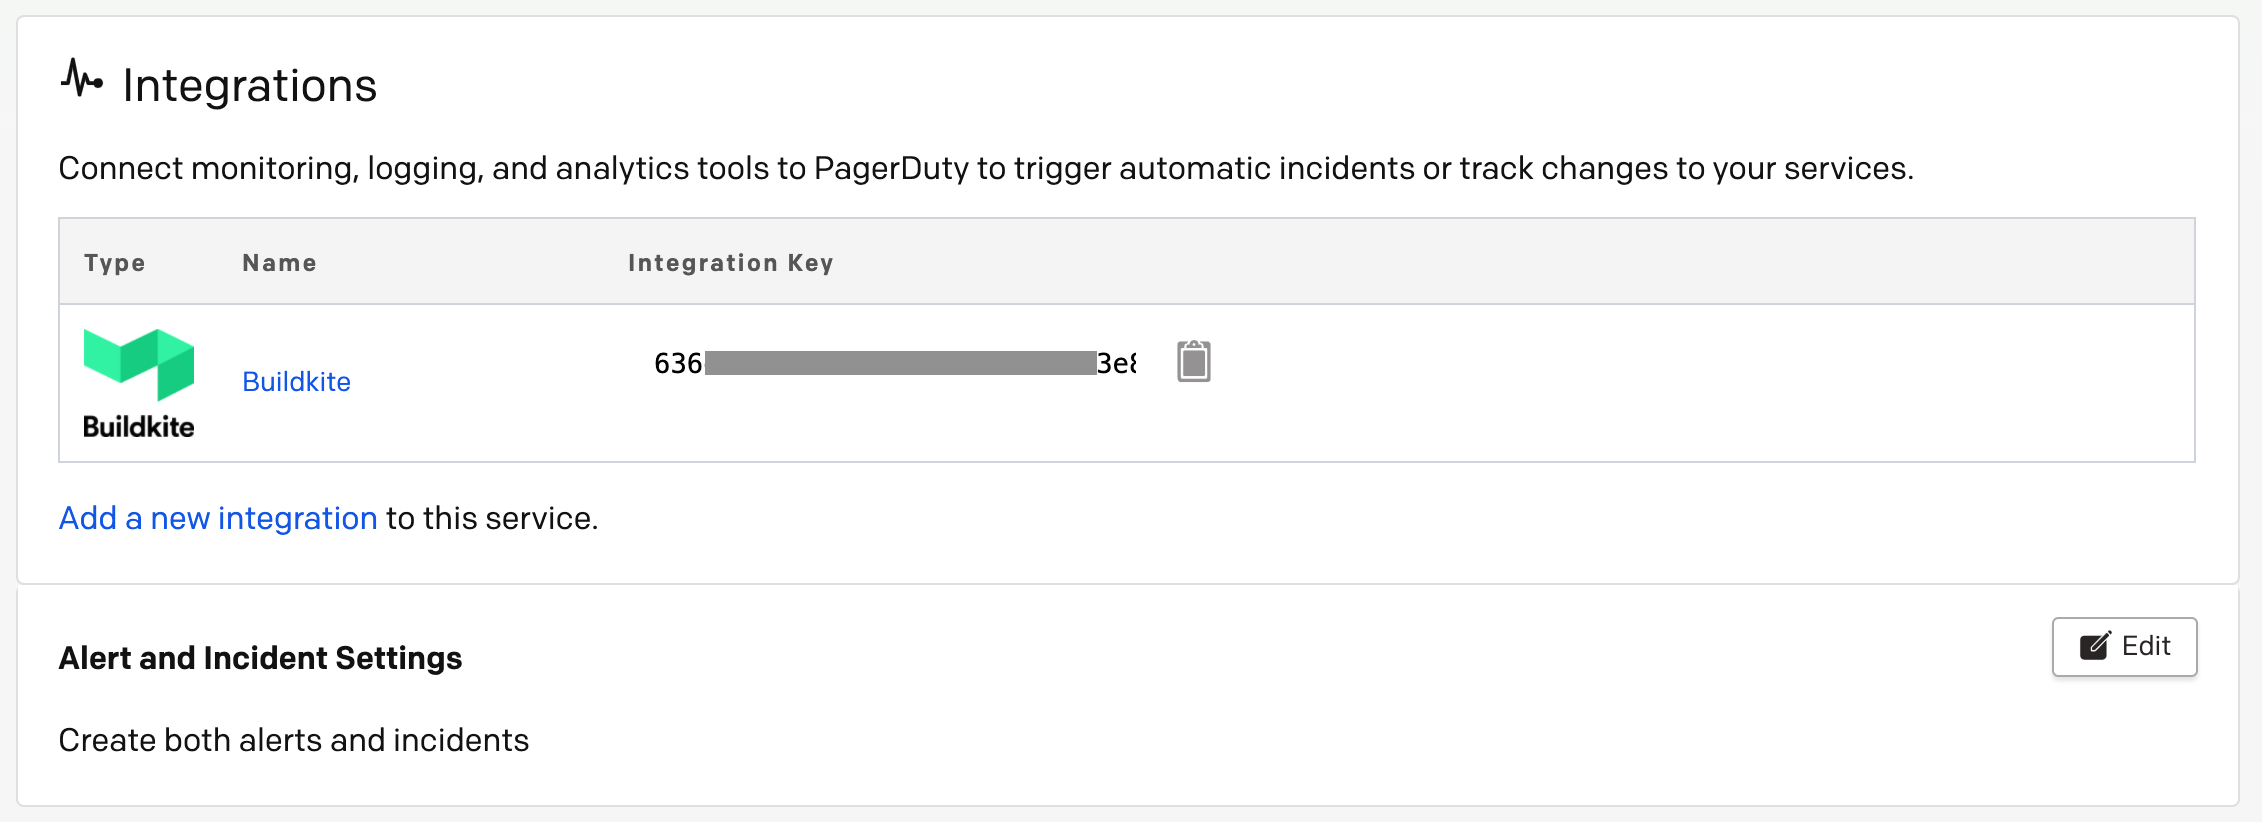 Integrations
Connect monitoring, logging, and analytics tools to PagerDuty to trigger automatic incidents or track changes to your services.
Type Name Integration Key
Buildkite
Buildkite
636 3e
Add a new integration to this service.
Alert and Incident Settings
Edit
Create both alerts and incidents